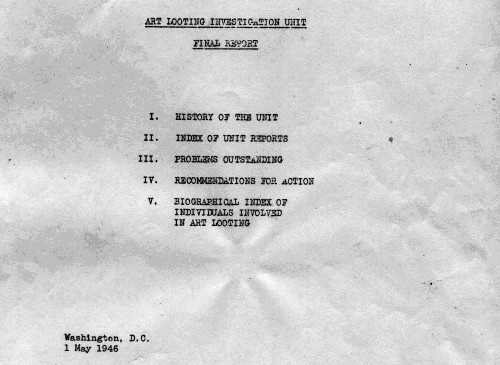 ART LOOTING INVESTIGATION UNIT
FINAL REPORT
I. HISTORY OF THE UNIT
II. INDEX OF UNIT REPORTS
III. PROBLEMS OUTSTANDING
IV. RECOMMENDATIONS FOR ACTION
V. BIOGRAPHICAL INDEX OF
INDIVIDUALS INVOLVED
IN ART LOOTING
Washington, D.C.
1 May 1946